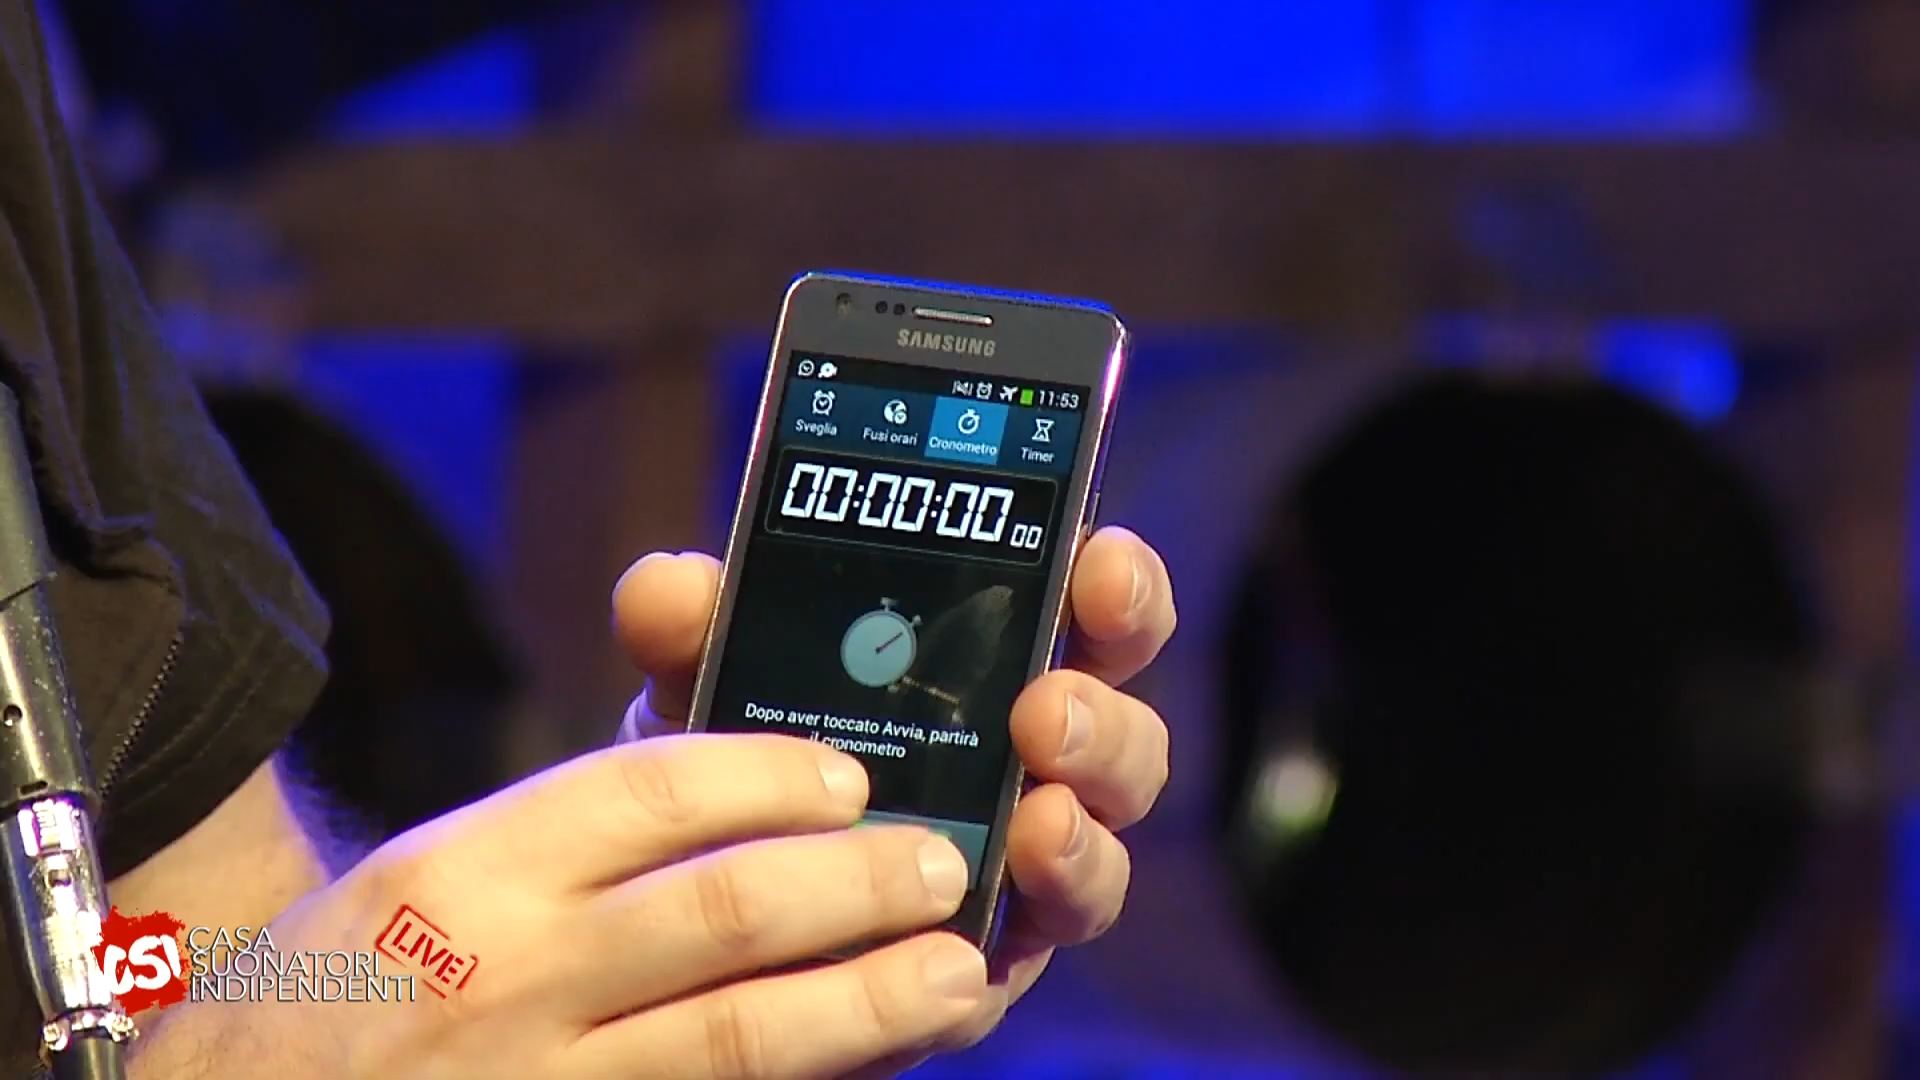 SAMSUNG
11:53
Sveglia
Fusi orari
Cronometro
Timer
00:00:00 00
Dopo aver toccato Avvia, partirà
il cronometro
CSI
CASA
SUONATORI
INDIPENDENTI
LIVE